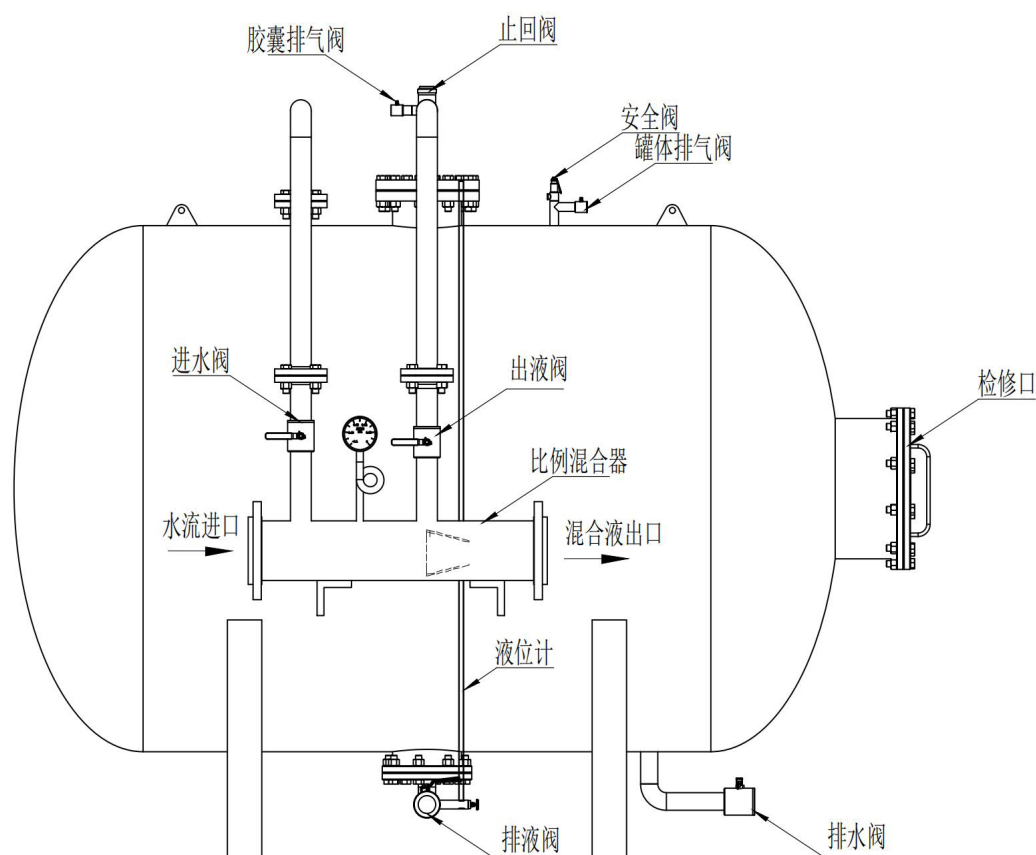 止回阀
胶囊排气阀
安全阀
罐体排气阀
进水阀
出液阀
检修口
比例混合器
水流进口
混合液出口
液位计
排液阀
排水阀